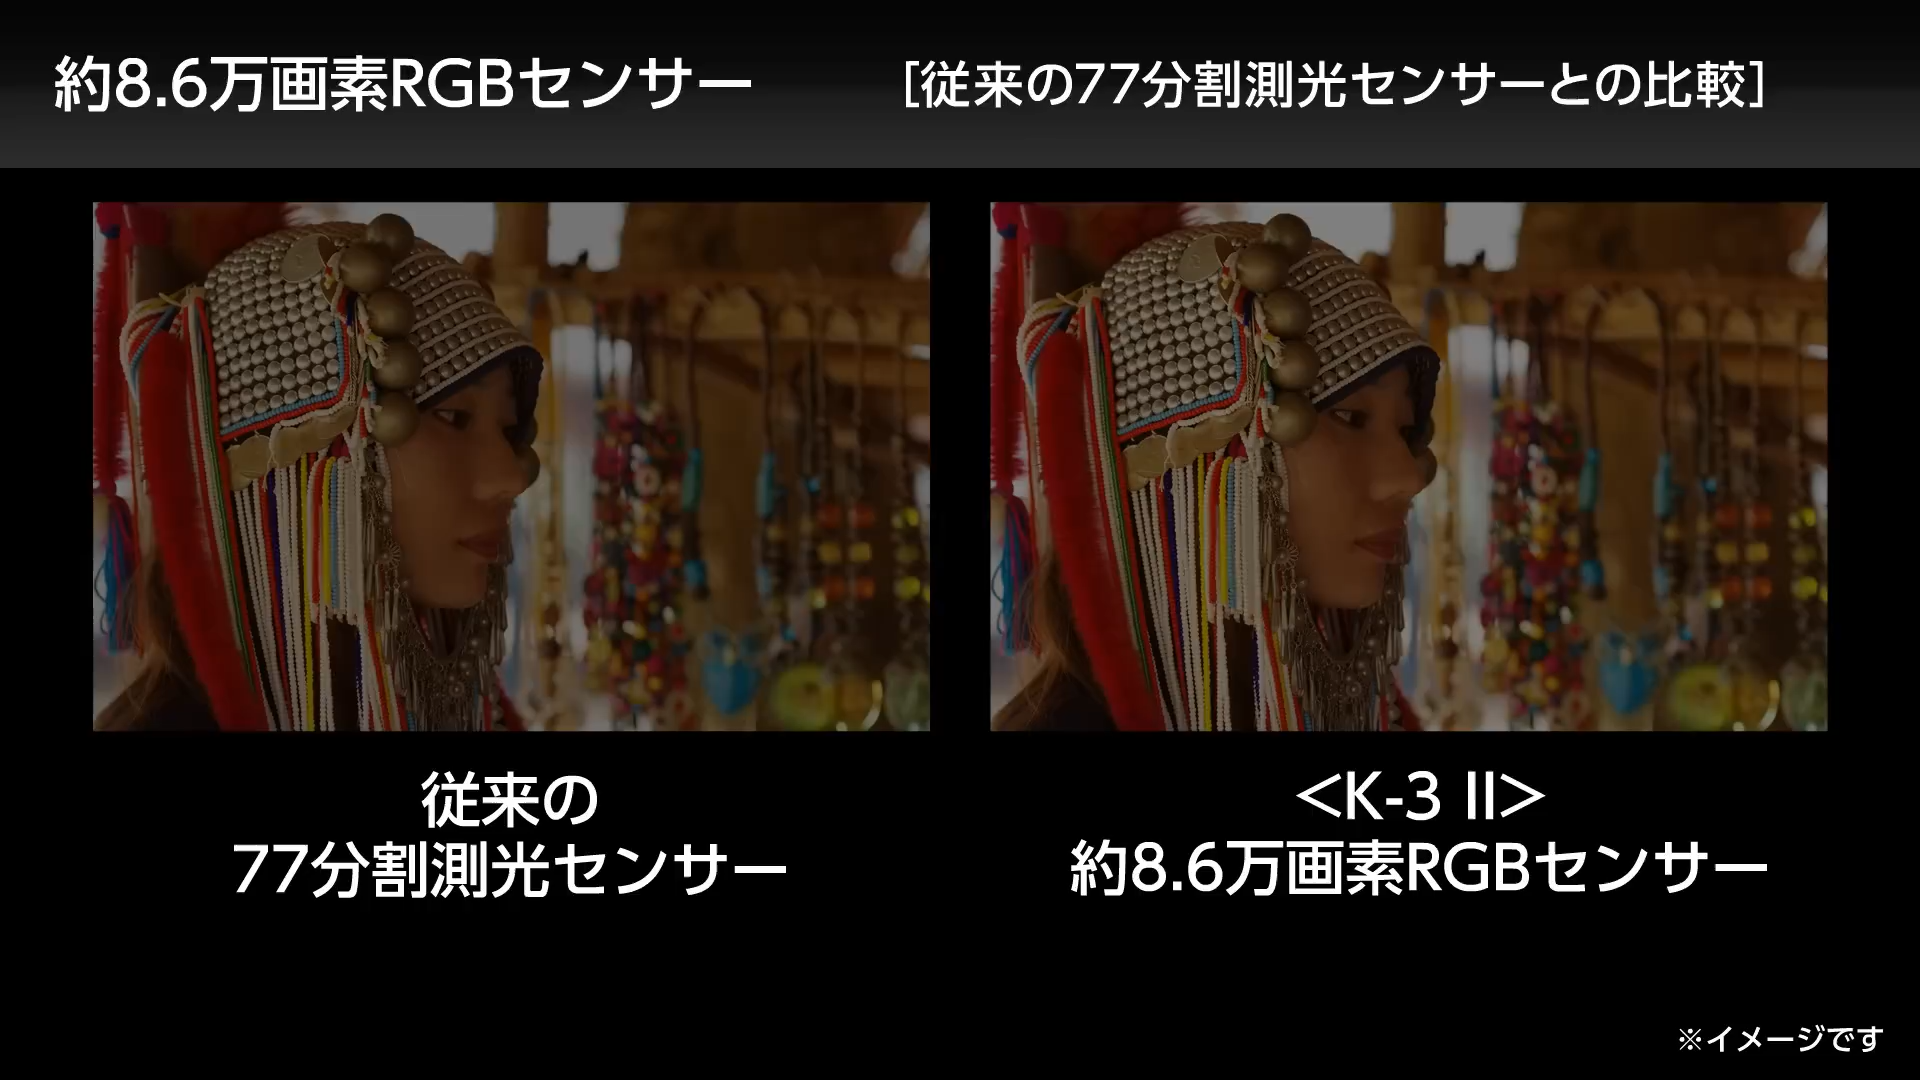 約8.6万画素RGBセンサー
[従来の77分割測光センサーとの比較]
従来の
77分割測光センサー
＜K-3 II＞
約8.6万画素RGBセンサー
※イメージです